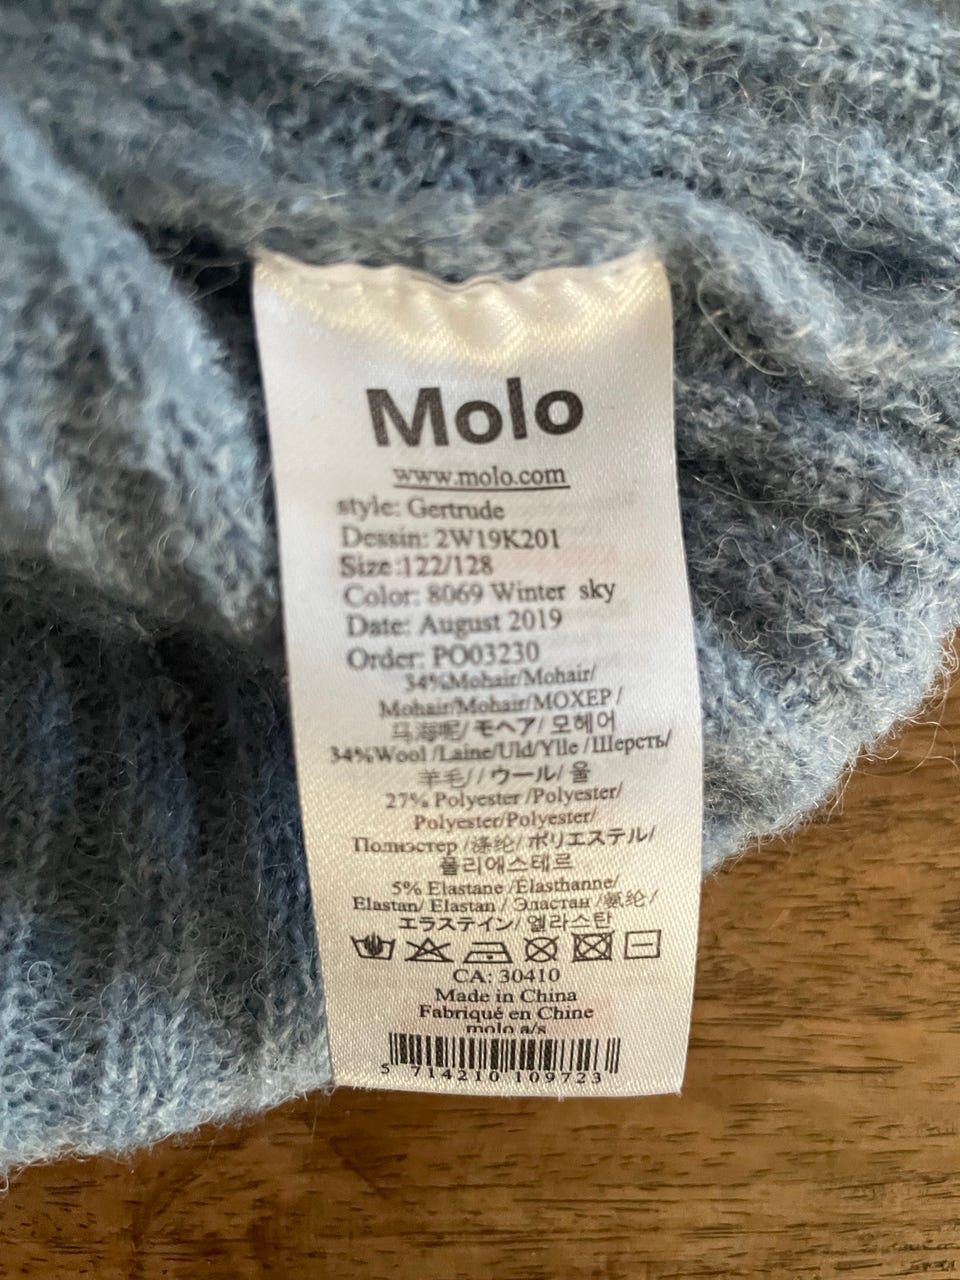 Molo
www.molo.com
style: Gertrude
Dessin: 2W19K201
Size:122/128
Color: 8069 Winter sky
Date: August 2019
Order: PO03230
34%Mohair/Mohair/
Mohair/Mohair/МОХЕР /
马海呢/ モヘア/ 모헤어
34%Wool /Laine/Uld/Ylle /Шерсть/
羊毛// ウール/ 울
27% Polyester /Polyester/
Polyester/Polyester/
Полиэстер /涤纶/ ポリエステル/
폴리애스테르
5% Elastane /Élasthanne/
Elastan/ Elastan / Эластан /氨纶/
エラステイン/ 엘라스탄
CA: 30410
Made in China
Fabriqué en Chine
molo a/s
5 714210 109723